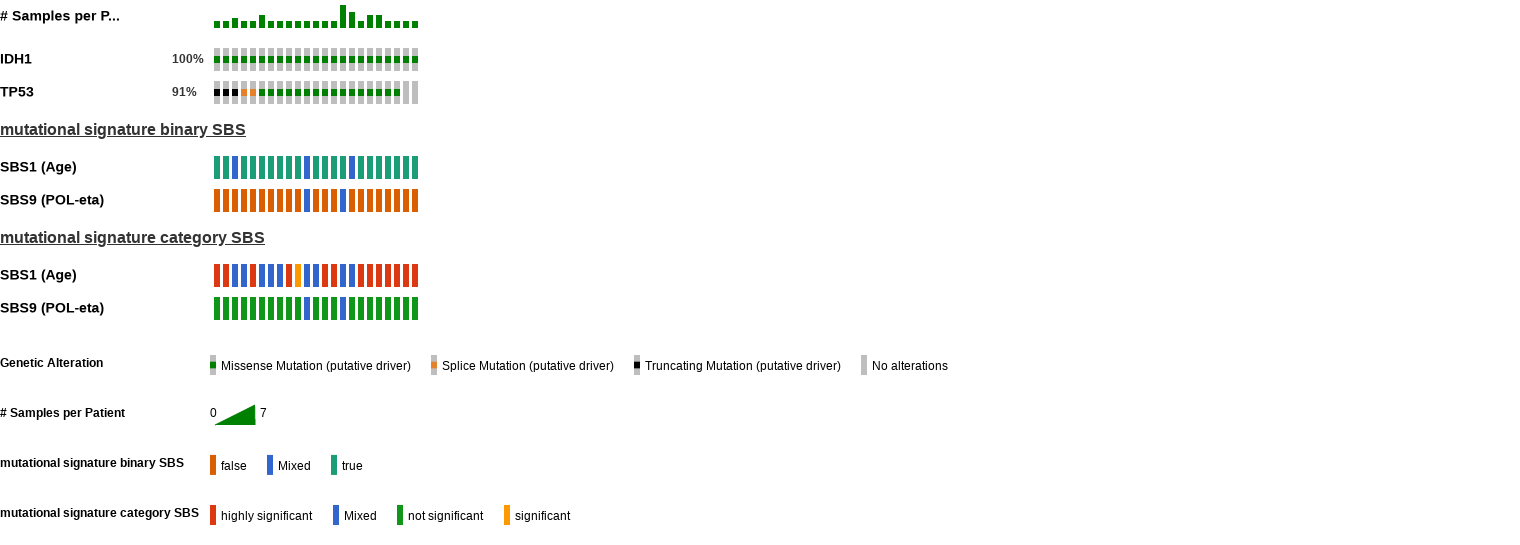 # Samples per P...
IDH1 100%
TP53 91%
mutational signature binary SBS
SBS1 (Age)
SBS9 (POL-eta)
mutational signature category SBS
SBS1 (Age)
SBS9 (POL-eta)
Genetic Alteration Missense Mutation (putative driver) Splice Mutation (putative driver) Truncating Mutation (putative driver) No alterations
# Samples per Patient 0 7
mutational signature binary SBS false Mixed true
mutational signature category SBS highly significant Mixed not significant significant